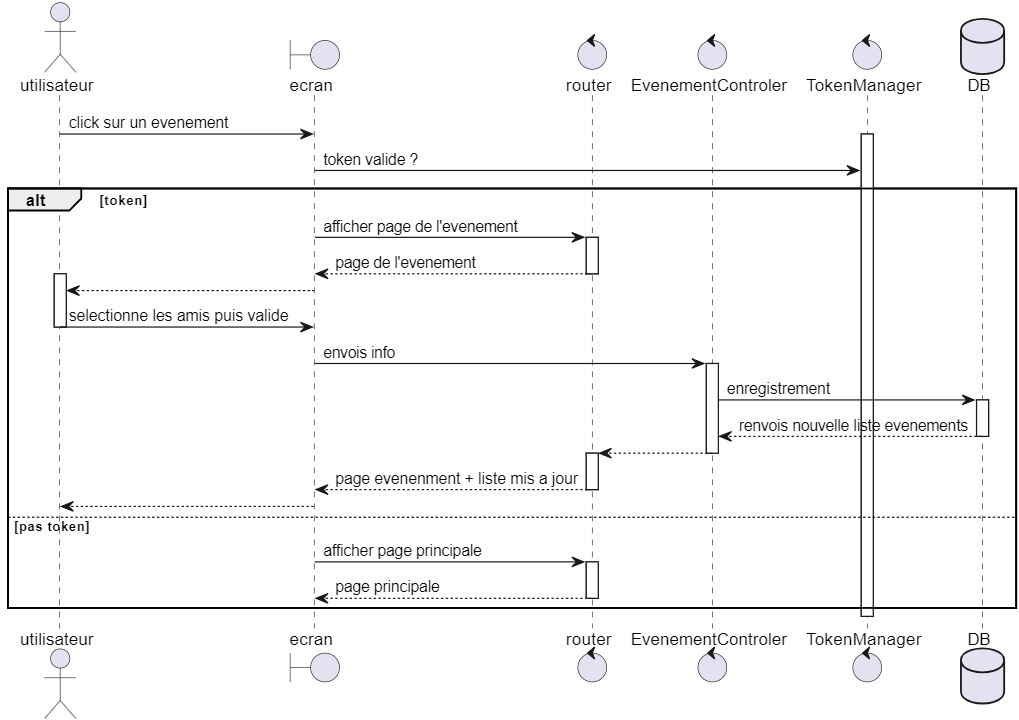 utilisateur
ecran
router
EvenementControler
TokenManager
DB
click sur un evenement
token valide ?
alt
[token]
afficher page de l'evenement
page de l'evenement
selectionne les amis puis valide
envois info
enregistrement
renvois nouvelle liste evenements
page evenenment + liste mis a jour
[pas token]
afficher page principale
page principale
utilisateur
ecran
router
EvenementControler
TokenManager
DB